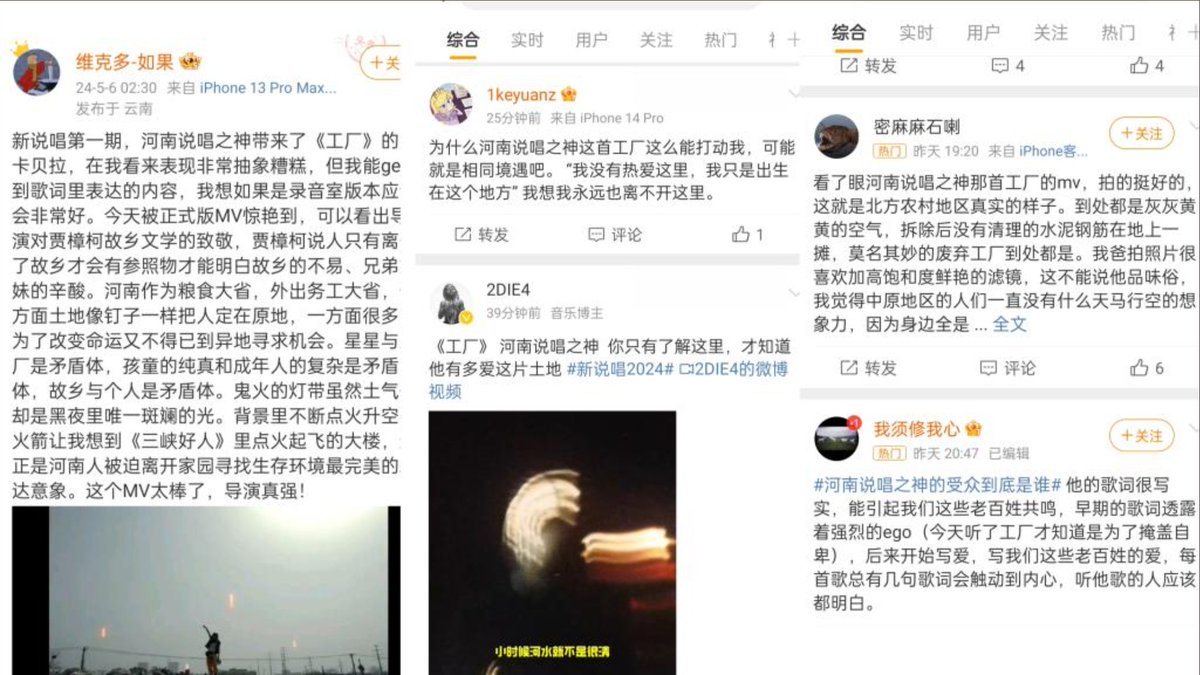 维克多-如果
十关
24-5-6 02:30 来自 iPhone 13 Pro Max...
发布于 云南
新说唱第一期，河南说唱之神带来了《工厂》的
卡贝拉，在我看来表现非常抽象糟糕，但我能ge
到歌词里表达的内容，我想如果是录音室版本应
会非常好。今天被正式版MV惊艳到，可以看出导
演对贾樟柯故乡文学的致敬，贾樟柯说人只有离
了故乡才会有参照物才能明白故乡的不易、兄弟
妹的辛酸。河南作为粮食大省，外出务工大省，
方面土地像钉子一样把人定在原地，一方面很多
为了改变命运又不得已到异地寻求机会。星星与
厂是矛盾体，孩童的纯真和成年人的复杂是矛盾
体，故乡与个人是矛盾体。鬼火的灯带虽然土气
却是黑夜里唯一斑斓的光。背景里不断点火升空
火箭让我想到《三峡好人》里点火起飞的大楼，
正是河南人被迫离开家园寻找生存环境最完美的
达意象。这个MV太棒了，导演真强！
综合 实时 用户 关注 热门
1keyuanz
25分钟前 来自 iPhone 14 Pro
为什么河南说唱之神这首工厂这么能打动我，可能
就是相同境遇吧。“我没有热爱这里，我只是出生
在这个地方” 我想我永远也离不开这里。
转发 评论 1
2DIE4
39分钟前 音乐博主
《工厂》 河南说唱之神 你只有了解这里，才知道
他有多爱这片土地 #新说唱2024# 2DIE4的微博
视频
小时候河水就不是很清
综合 实时 用户 关注 热门
转发 4 4
密麻麻石喇
+关注
热门 昨天 19:20 来自 iPhone客...
看了眼河南说唱之神那首工厂的mv，拍的挺好的，
这就是北方农村地区真实的样子。到处都是灰灰黄
黄的空气，拆除后没有清理的水泥钢筋在地上一
摊，莫名其妙的废弃工厂到处都是。我爸拍照片很
喜欢加高饱和度鲜艳的滤镜，这不能说他品味俗，
我觉得中原地区的人们一直没有什么天马行空的想
象力，因为身边全是 ... 全文
转发 评论 6
我须修我心
+关注
热门 昨天 20:47 已编辑
#河南说唱之神的受众到底是谁# 他的歌词很写
实，能引起我们这些老百姓共鸣，早期的歌词透露
着强烈的ego（今天听了工厂才知道是为了掩盖自
卑），后来开始写爱，写我们这些老百姓的爱，每
首歌总有几句歌词会触动到内心，听他歌的人应该
都明白。